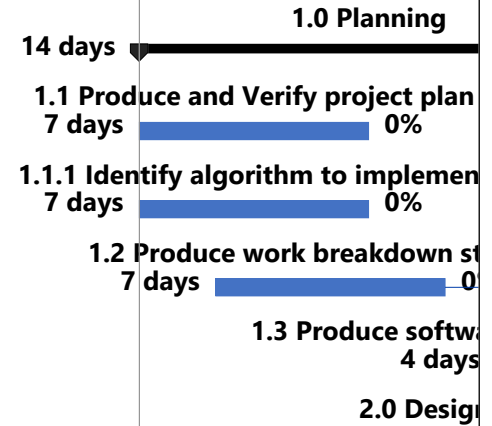 1.0 Planning
14 days
1.1 Produce and Verify project plan
7 days 0%
1.1.1 Identify algorithm to implemen
7 days 0%
1.2 Produce work breakdown st
7 days 0
1.3 Produce softwa
4 days
2.0 Desig